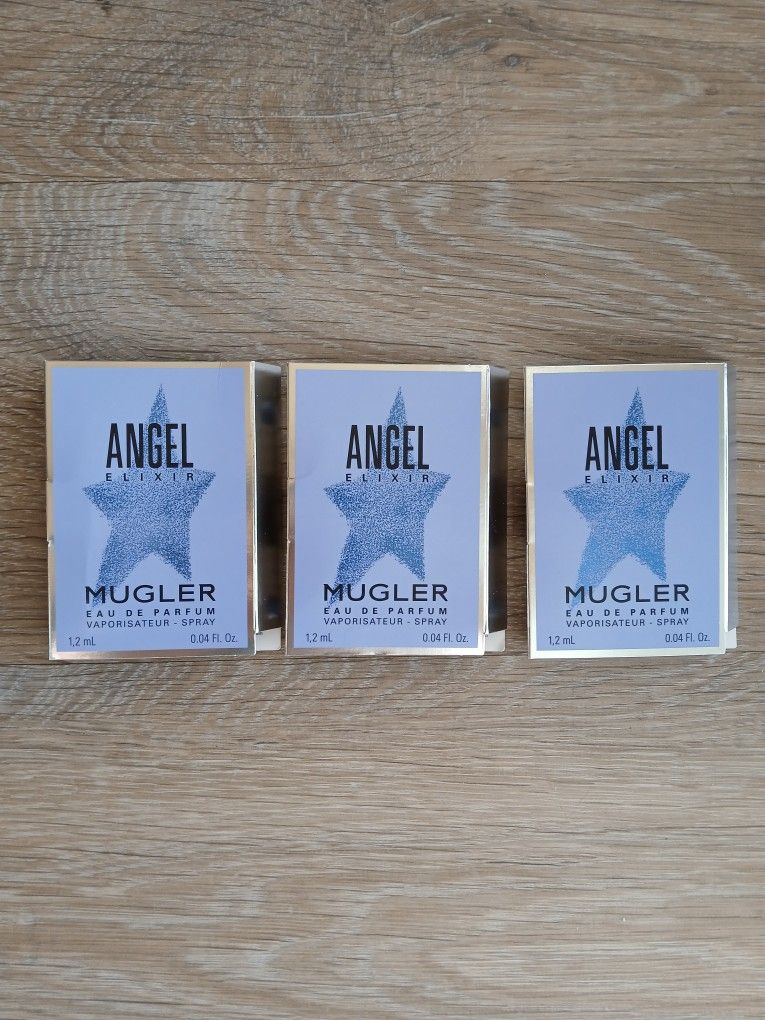 ANGEL
ELIXIR
MUGLER
EAU DE PARFUM
VAPORISATEUR - SPRAY
1,2 mL 0.04 Fl. Oz.
ANGEL
ELIXIR
MUGLER
EAU DE PARFUM
VAPORISATEUR - SPRAY
1,2 mL 0.04 Fl. Oz.
ANGEL
ELIXIR
MUGLER
EAU DE PARFUM
VAPORISATEUR - SPRAY
1,2 mL 0.04 Fl. Oz.